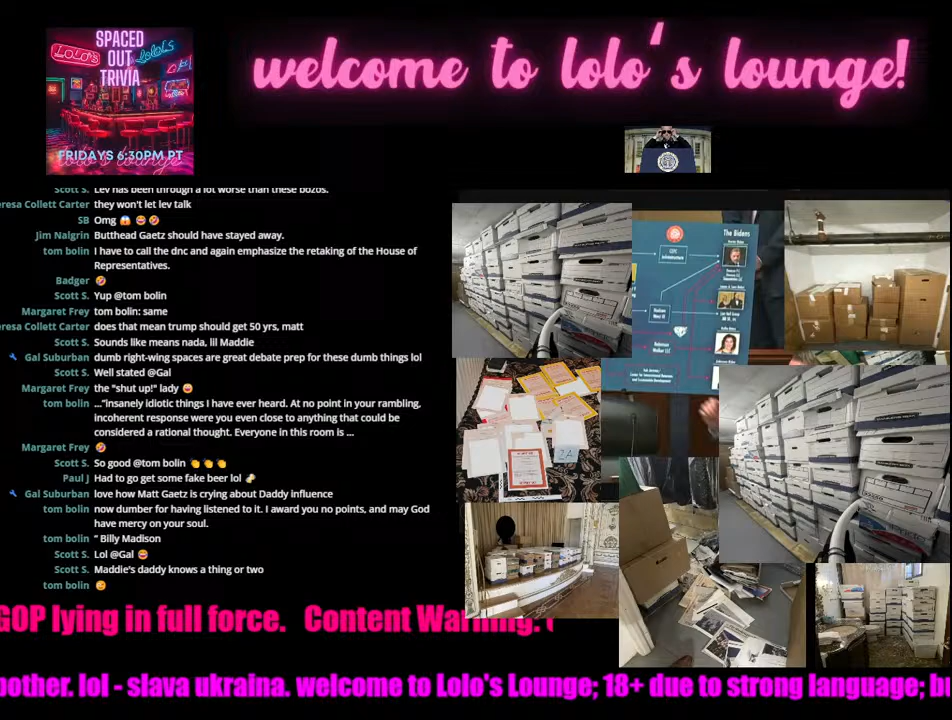 SPACED
OUT
TRIVIA
LOLO'S
FRIDAYS 6:30PM PT
lolo's lounge
welcome to lolo's lounge!
Scott S. Lev has been through a lot worse than these bozos.
eresa Collett Carter they won't let lev talk
SB Omg 😱 😂 🤣
Jim Nalgrin Butthead Gaetz should have stayed away.
tom bolin I have to call the dnc and again emphasize the retaking of the House of
Representatives.
Badger 🤣
Scott S. Yup @tom bolin
Margaret Frey tom bolin: same
eresa Collett Carter does that mean trump should get 50 yrs, matt
Scott S. Sounds like means nada, lil Maddie
Gal Suburban dumb right-wing spaces are great debate prep for these dumb things lol
Scott S. Well stated @Gal
Margaret Frey the "shut up!" lady 😄
tom bolin ..."insanely idiotic things I have ever heard. At no point in your rambling,
incoherent response were you even close to anything that could be
considered a rational thought. Everyone in this room is ...
Margaret Frey 🤣
Scott S. So good @tom bolin 👏 👏 👏
Paul J Had to go get some fake beer lol
Gal Suburban love how Matt Gaetz is crying about Daddy influence
tom bolin now dumber for having listened to it. I award you no points, and may God
have mercy on your soul.
tom bolin " Billy Madison
Scott S. Lol @Gal 😄
Scott S. Maddie's daddy knows a thing or two
tom bolin
The Bidens
2A
GOP lying in full force. Content Warning:
bother. lol - slava ukraina. welcome to Lolo's Lounge; 18+ due to strong language; bu